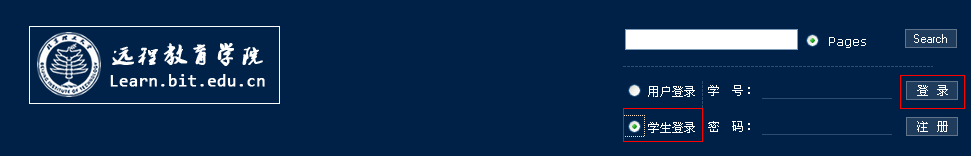 远程教育学院
Learn.bit.edu.cn
Pages
Search
用户登录 学 号：
登 录
学生登录 密 码：
注 册